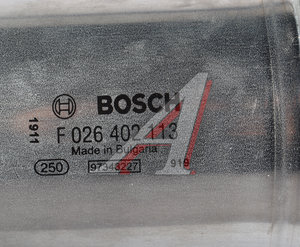 BOSCH
1911
F 026 402 113
Made in Bulgaria
250 97343227 919